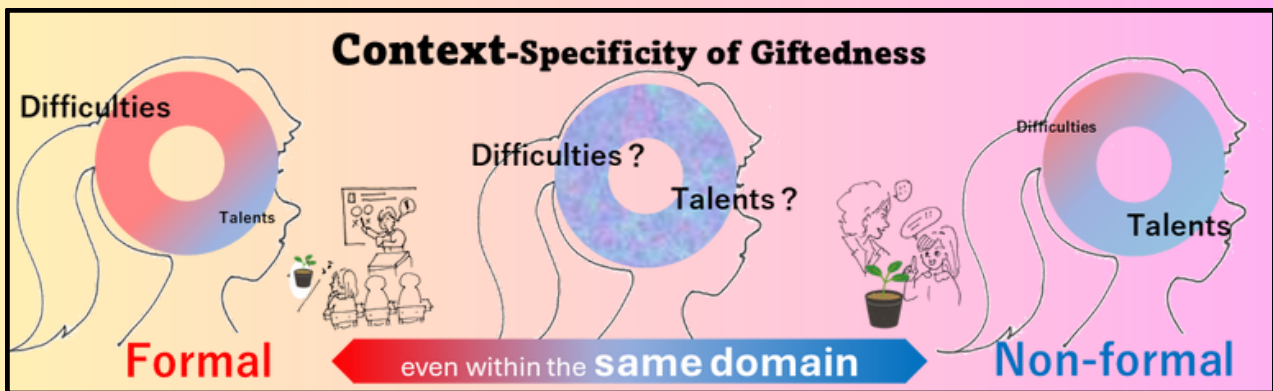 Context-Specificity of Giftedness
Difficulties
Talents
Difficulties ?
Talents ?
Difficulties
Talents
Formal
even within the same domain
Non-formal